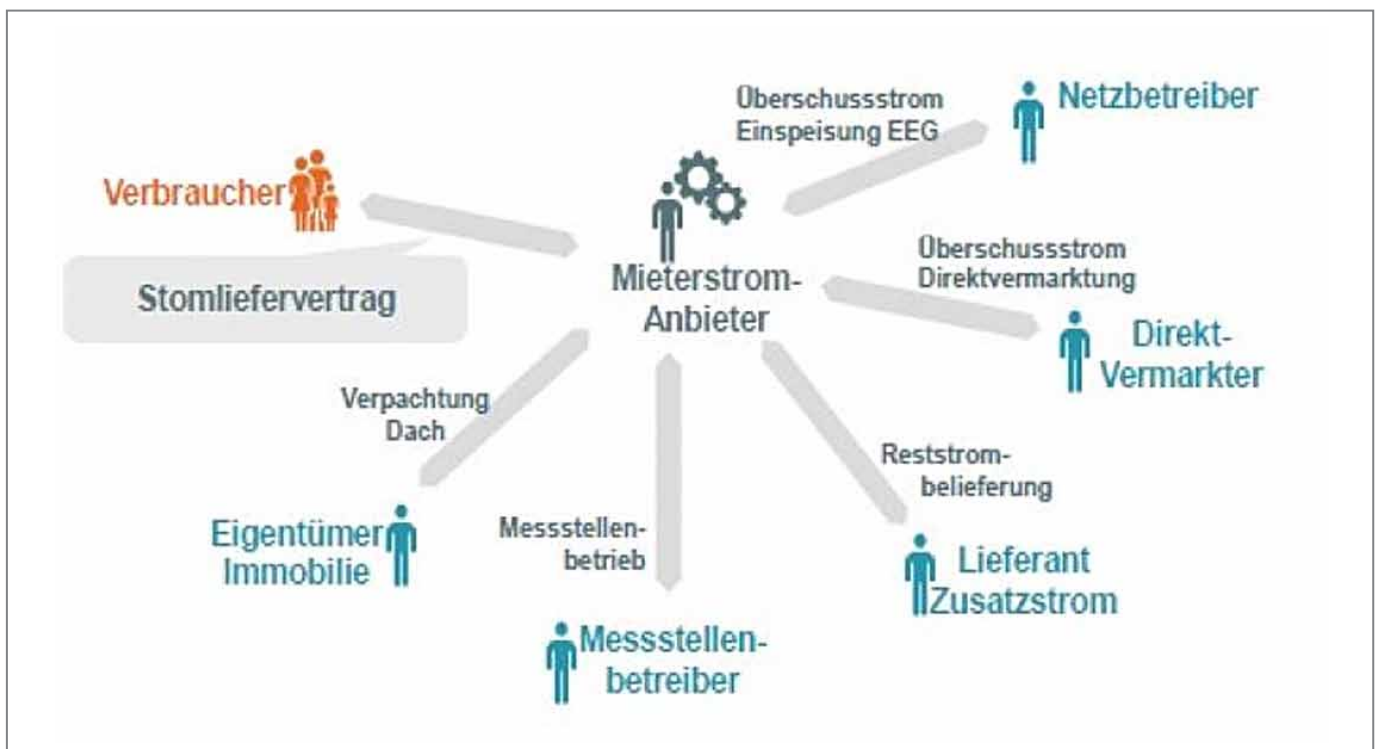 Überschussstrom
Einspeisung EEG
Netzbetreiber
Verbraucher
Stomliefervertrag
Mieterstrom-
Anbieter
Überschussstrom
Direktvermarktung
Direkt-
Vermarkter
Verpachtung
Dach
Eigentümer
Immobilie
Messstellen-
betrieb
Messstellen-
betreiber
Reststrom-
belieferung
Lieferant
Zusatzstrom